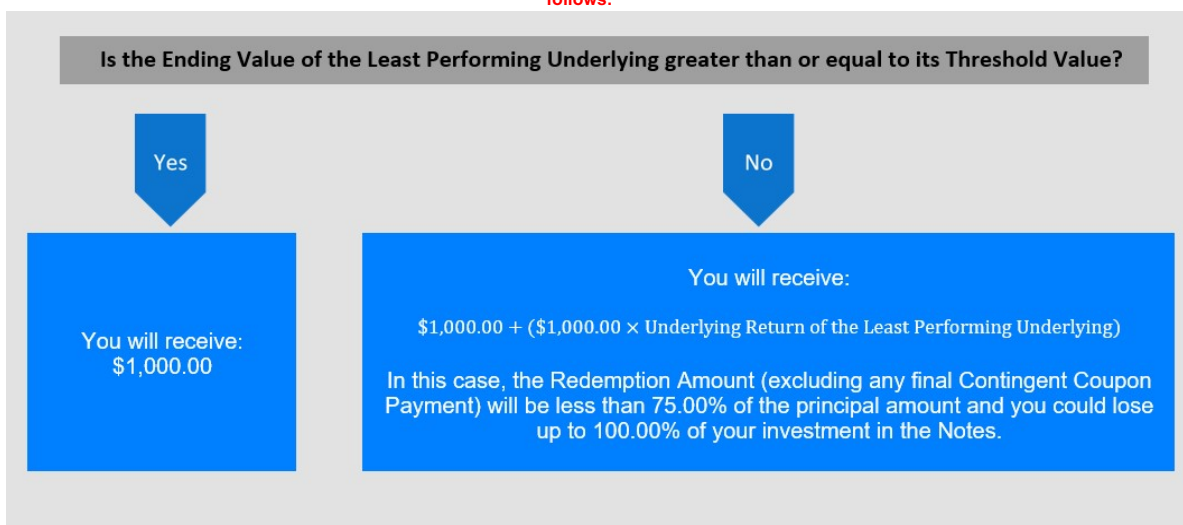 follows:
Is the Ending Value of the Least Performing Underlying greater than or equal to its Threshold Value?
Yes
No
You will receive:
$1,000.00
You will receive:
$1,000.00 + ($1,000.00 × Underlying Return of the Least Performing Underlying)
In this case, the Redemption Amount (excluding any final Contingent Coupon
Payment) will be less than 75.00% of the principal amount and you could lose
up to 100.00% of your investment in the Notes.